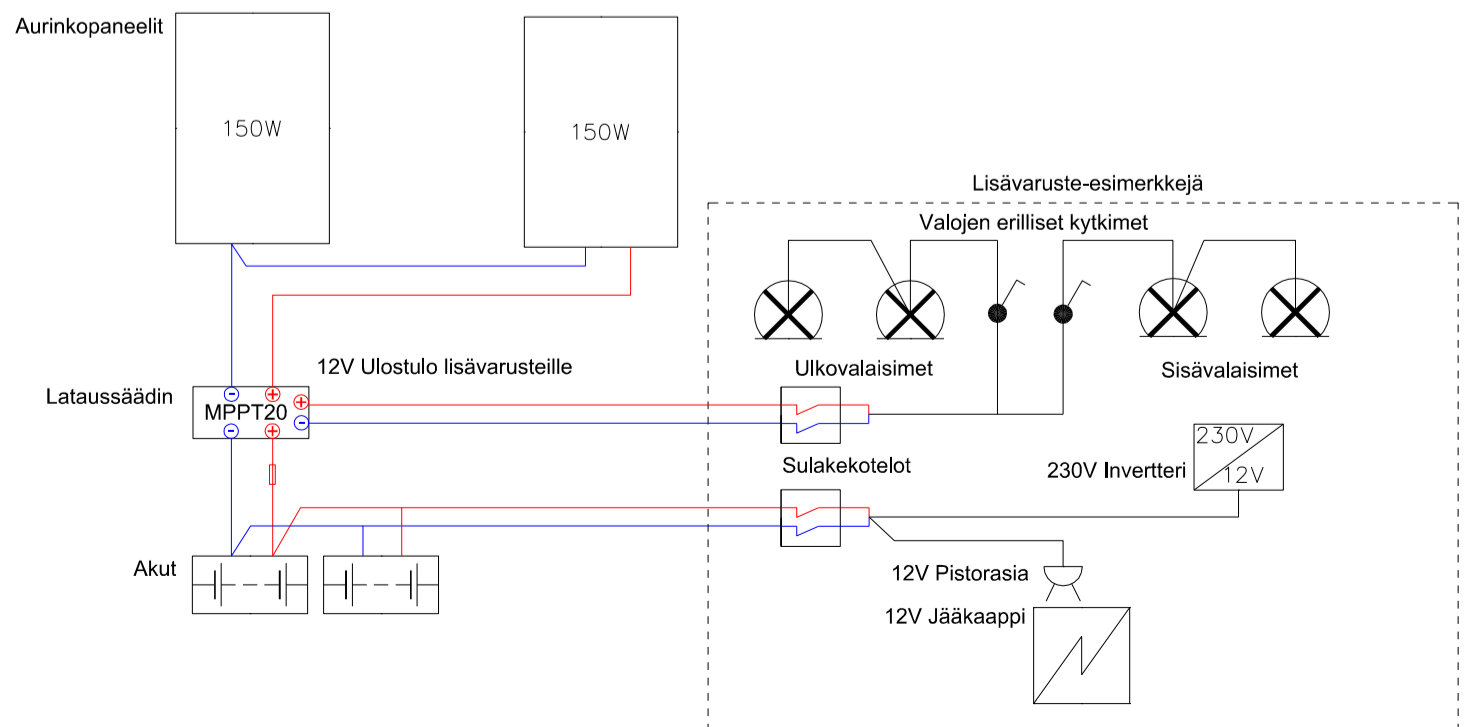 Aurinkopaneelit
150W
150W
Lisävaruste-esimerkkejä
Valojen erilliset kytkimet
12V Ulostulo lisävarusteille
Ulkovalaisimet
Sisävalaisimet
Lataussäädin
MPPT20
Sulakekotelot
230V Invertteri
230V
12V
Akut
12V Pistorasia
12V Jääkaappi